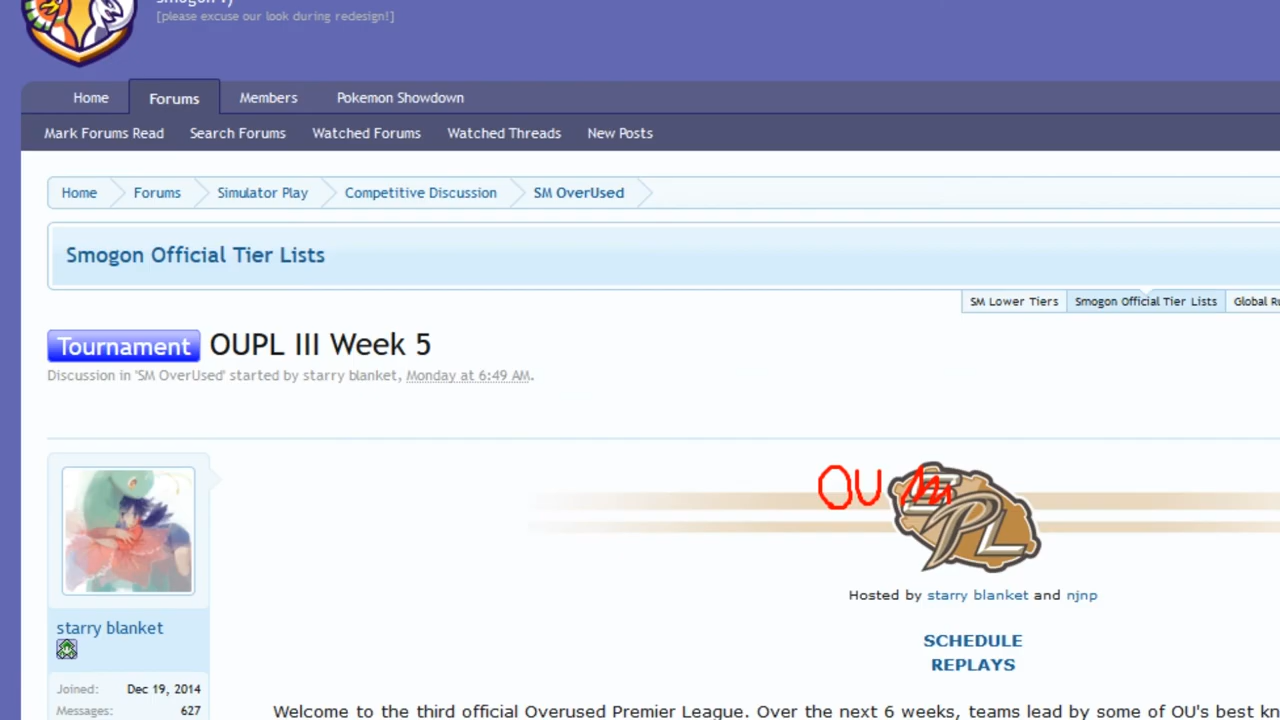 [please excuse our look during redesign!]
Home Forums Members Pokemon Showdown
Mark Forums Read Search Forums Watched Forums Watched Threads New Posts
Home Forums Simulator Play Competitive Discussion SM OverUsed
Smogon Official Tier Lists
SM Lower Tiers Smogon Official Tier Lists Global
Tournament OUPL III Week 5
Discussion in 'SM OverUsed' started by starry blanket, Monday at 6:49 AM.
OU
PL
Hosted by starry blanket and njnp
SCHEDULE
REPLAYS
starry blanket
Joined: Dec 19, 2014
Messages: 627
Welcome to the third official Overused Premier League. Over the next 6 weeks, teams lead by some of OU's best